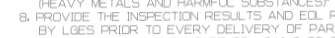 (HEAVY METALS AND HARMFUL SUBSTANCES)
8. PROVIDE THE INSPECTION RESULTS AND EOL
BY LGES PRIOR TO EVERY DELIVERY OF PAR